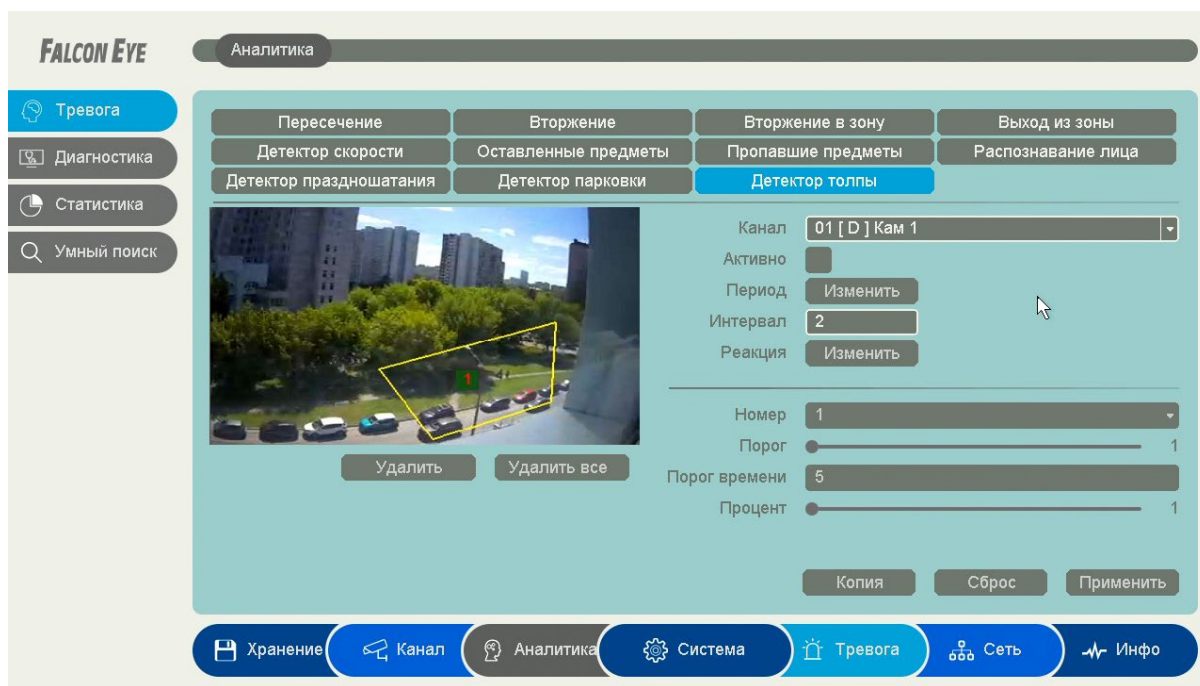 FALCON EYE
Аналитика
Тревога
Диагностика
Статистика
Умный поиск
Пересечение Вторжение Вторжение в зону Выход из зоны
Детектор скорости Оставленные предметы Пропавшие предметы Распознавание лица
Детектор праздношатания Детектор парковки Детектор толпы
Канал 01 [ D ] Кам 1
Активно
Период Изменить
Интервал 2
Реакция Изменить
1
Номер 1
Порог 1
Порог времени 5
Процент 1
Удалить Удалить все
Копия Сброс Применить
Хранение Канал Аналитика Система Тревога Сеть Инфо